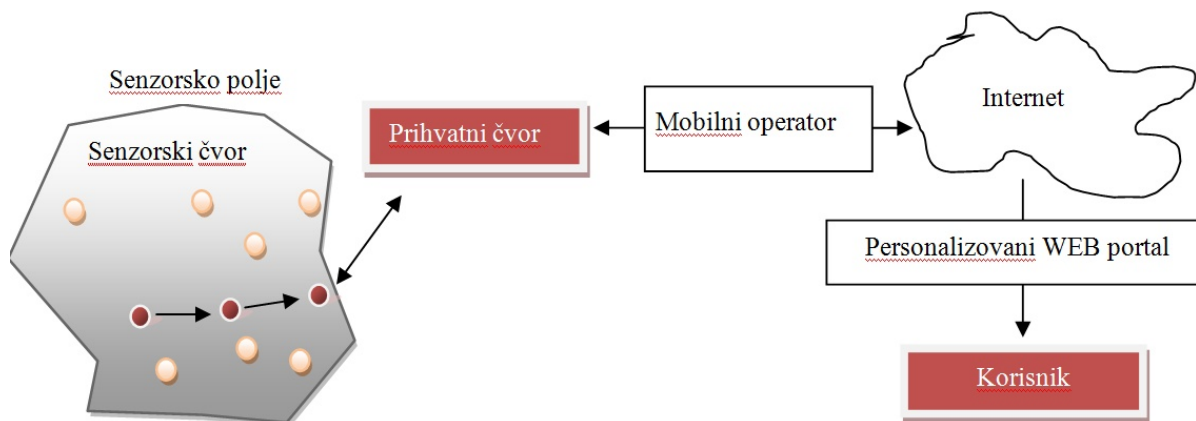 Senzorsko polje
Senzorski čvor
Prihvatni čvor
Mobilni operator
Internet
Personalizovani WEB portal
Korisnik